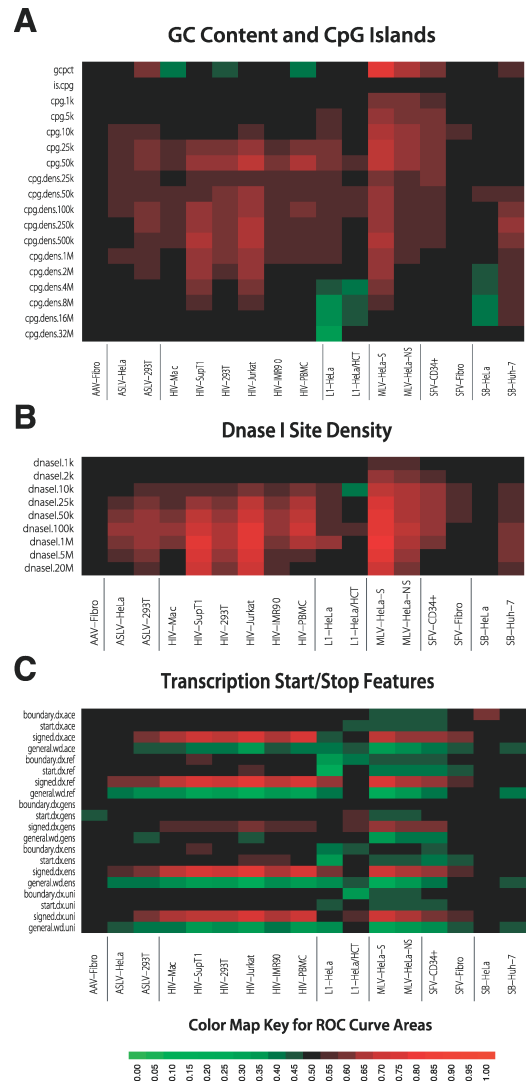 A
GC Content and CpG Islands
gcpct
is.cpg
cpg.1k
cpg.5k
cpg.10k
cpg.25k
cpg.50k
cpg.dens.25k
cpg.dens.50k
cpg.dens.100k
cpg.dens.250k
cpg.dens.500k
cpg.dens.1M
cpg.dens.2M
cpg.dens.4M
cpg.dens.8M
cpg.dens.16M
cpg.dens.32M
AAV-Fibro
ASLV-HeLa
ASLV-293T
HIV-Mac
HIV-SupT1
HIV-293T
HIV-Jurkat
HIV-IMR90
HIV-PBMC
L1-HeLa
L1-HeLa/HCT
MLV-HeLa-S
MLV-HeLa-NS
SFV-CD34+
SFV-Fibro
SB-HeLa
SB-Huh-7
B
Dnase I Site Density
dnaseI.1k
dnaseI.2k
dnaseI.10k
dnaseI.25k
dnaseI.50k
dnaseI.100k
dnaseI.1M
dnaseI.5M
dnaseI.20M
AAV-Fibro
ASLV-HeLa
ASLV-293T
HIV-Mac
HIV-SupT1
HIV-293T
HIV-Jurkat
HIV-IMR90
HIV-PBMC
L1-HeLa
L1-HeLa/HCT
MLV-HeLa-S
MLV-HeLa-NS
SFV-CD34+
SFV-Fibro
SB-HeLa
SB-Huh-7
C
Transcription Start/Stop Features
boundary.dx.ace
start.dx.ace
signed.dx.ace
general.wd.ace
boundary.dx.ref
start.dx.ref
signed.dx.ref
general.wd.ref
boundary.dx.gens
start.dx.gens
signed.dx.gens
general.wd.gens
boundary.dx.ens
start.dx.ens
signed.dx.ens
general.wd.ens
boundary.dx.uni
start.dx.uni
signed.dx.uni
general.wd.uni
AAV-Fibro
ASLV-HeLa
ASLV-293T
HIV-Mac
HIV-SupT1
HIV-293T
HIV-Jurkat
HIV-IMR90
HIV-PBMC
L1-HeLa
L1-HeLa/HCT
MLV-HeLa-S
MLV-HeLa-NS
SFV-CD34+
SFV-Fibro
SB-HeLa
SB-Huh-7
Color Map Key for ROC Curve Areas
0.00
0.05
0.10
0.15
0.20
0.25
0.30
0.35
0.40
0.45
0.50
0.55
0.60
0.65
0.70
0.75
0.80
0.85
0.90
0.95
1.00